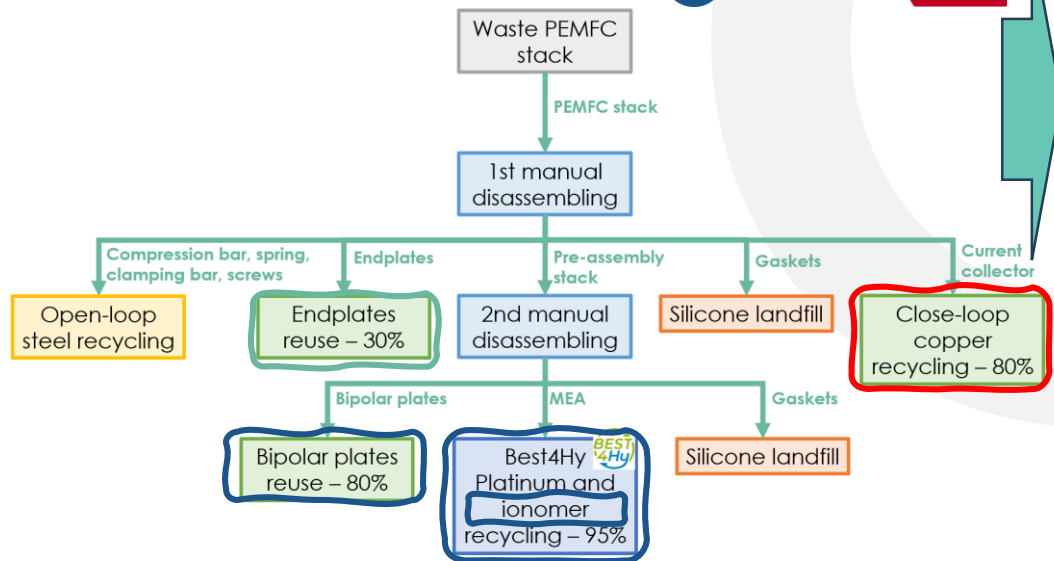 Waste PEMFC
stack
PEMFC stack
1st manual
disassembling
Compression bar, spring,
clamping bar, screws
Endplates
Pre-assembly
stack
Gaskets
Current
collector
Open-loop
steel recycling
Endplates
reuse – 30%
2nd manual
disassembling
Silicone landfill
Close-loop
copper
recycling – 80%
Bipolar plates
MEA
Gaskets
Bipolar plates
reuse – 80%
BEST
4Hy
Best4Hy
Platinum and
ionomer
recycling – 95%
Silicone landfill